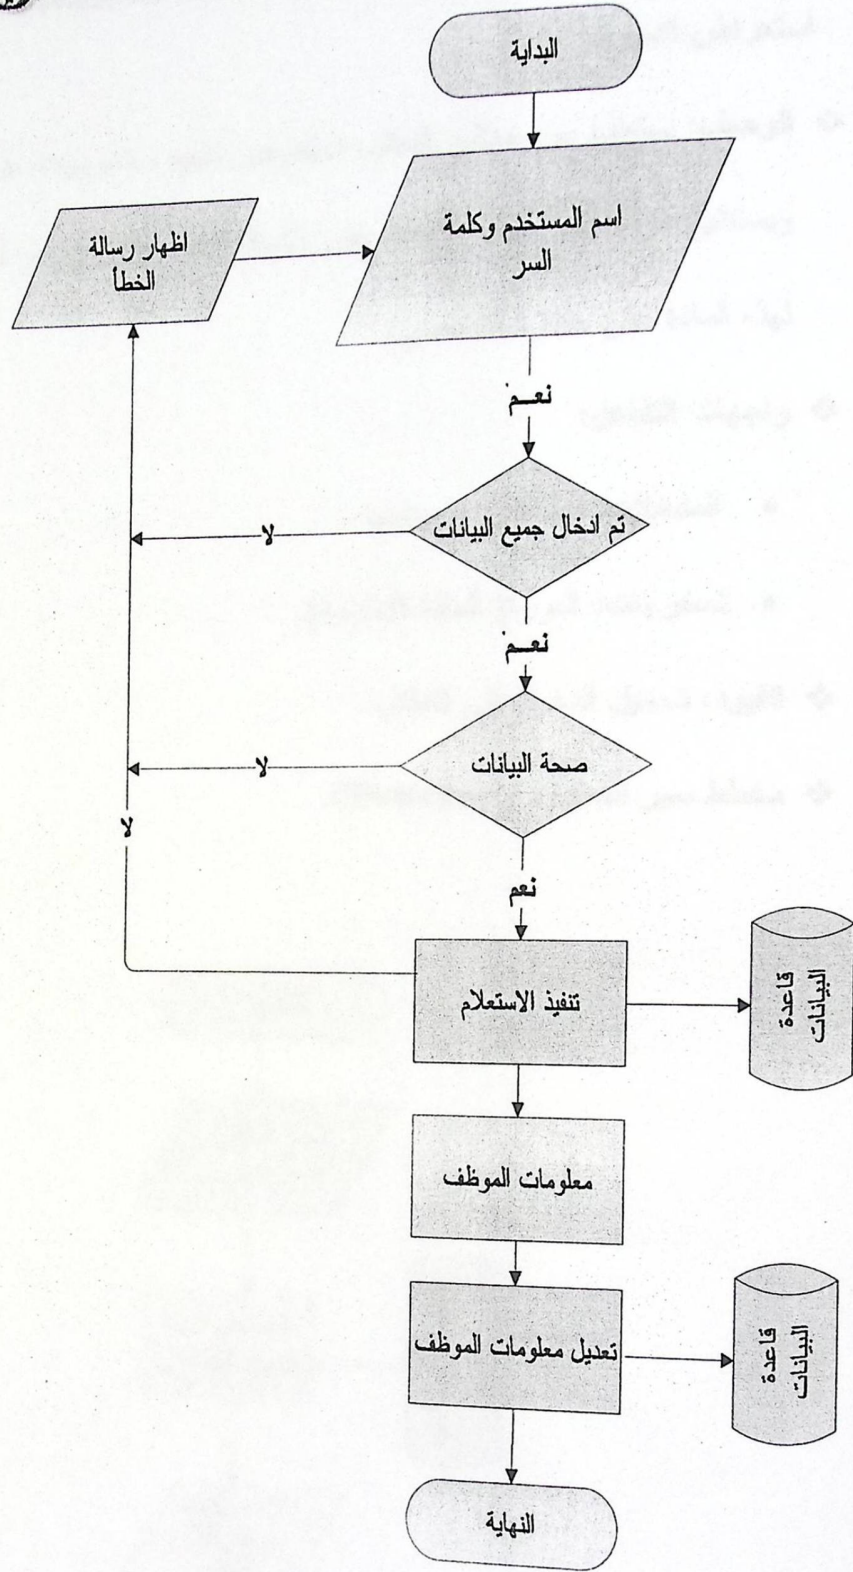 البداية
اسم المستخدم وكلمة
السر
اظهار رسالة
الخطأ
نعم
تم ادخال جميع البيانات
لا
نعم
صحة البيانات
لا
لا
نعم
تنفيذ الاستعلام
قاعدة
البيانات
معلومات الموظف
تعديل معلومات الموظف
قاعدة
البيانات
النهاية